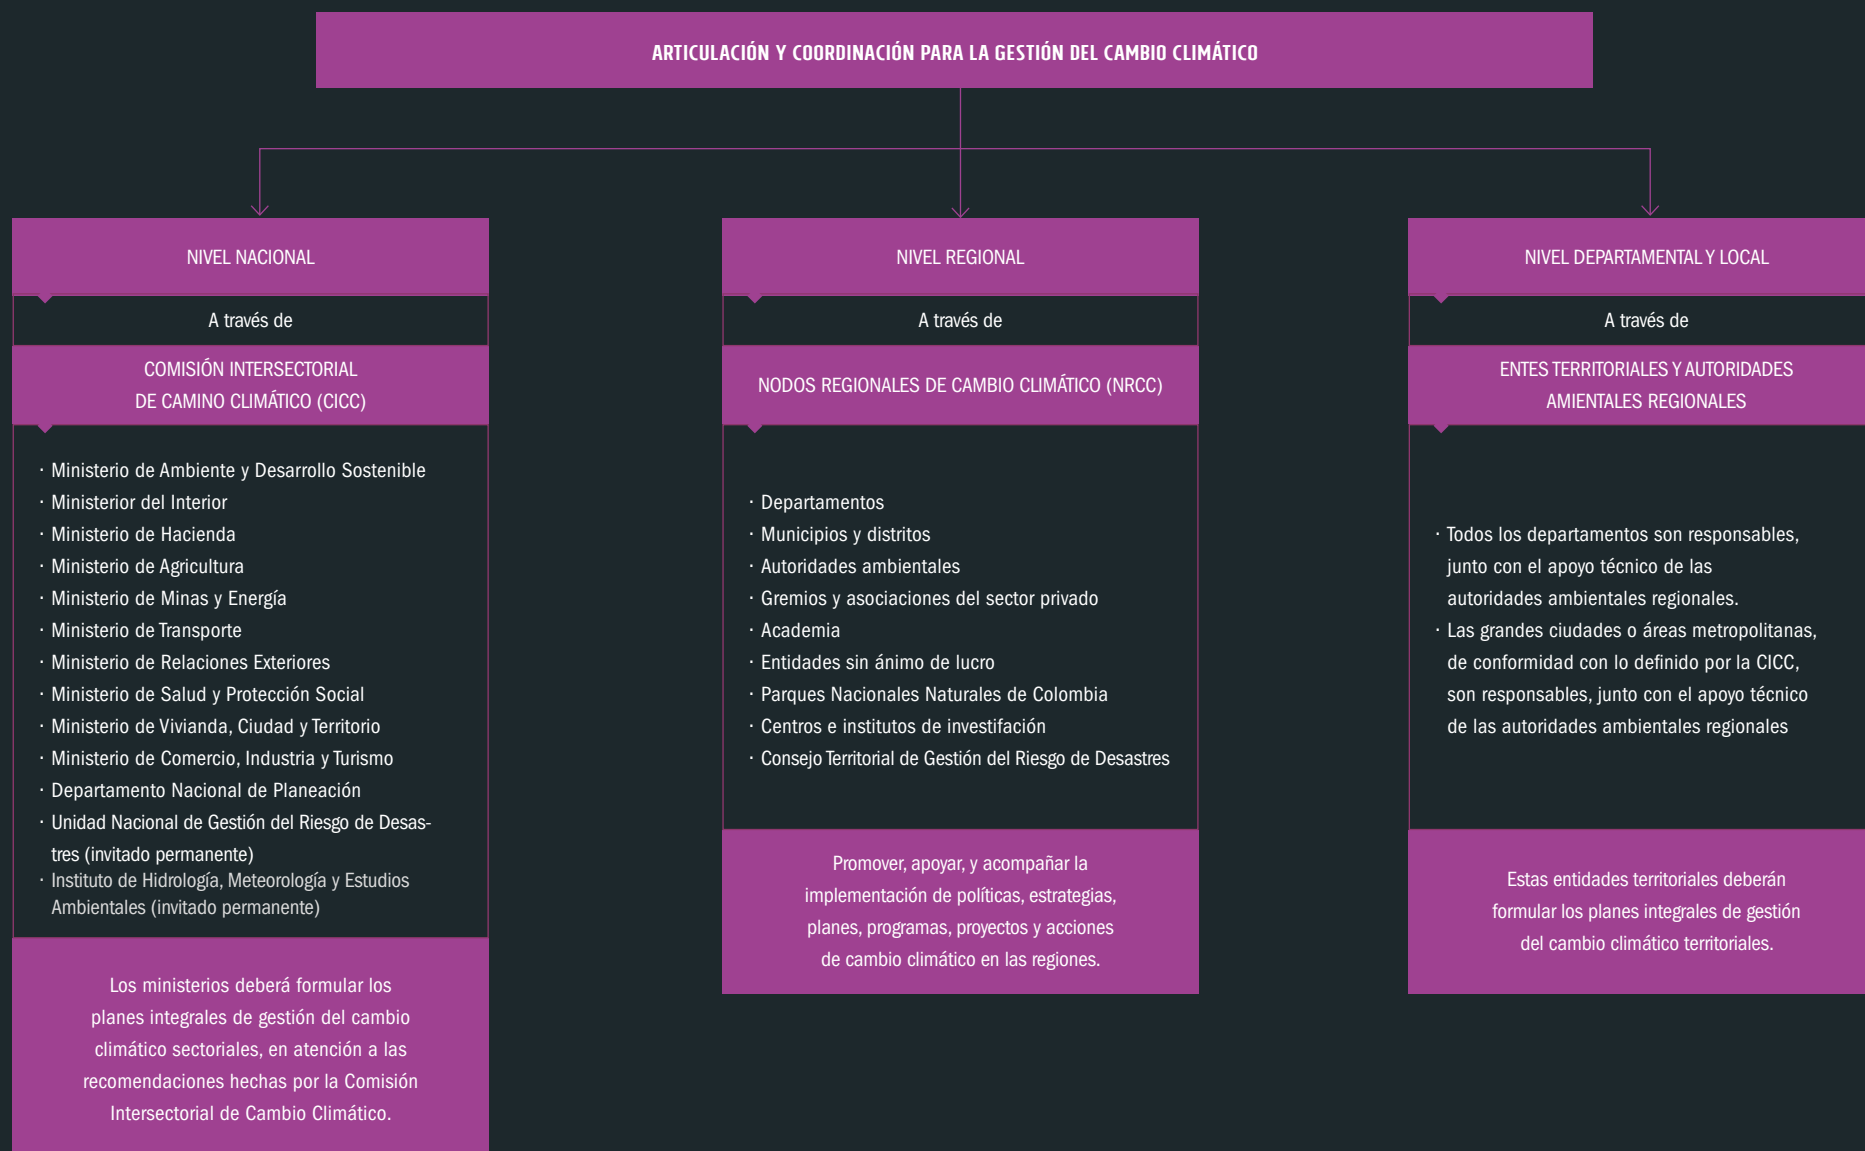 ARTICULACIÓN Y COORDINACIÓN PARA LA GESTIÓN DEL CAMBIO CLIMÁTICO
NIVEL NACIONAL
A través de
COMISIÓN INTERSECTORIAL
DE CAMINO CLIMÁTICO (CICC)
· Ministerio de Ambiente y Desarrollo Sostenible
· Ministerior del Interior
· Ministerio de Hacienda
· Ministerio de Agricultura
· Ministerio de Minas y Energía
· Ministerio de Transporte
· Ministerio de Relaciones Exteriores
· Ministerio de Salud y Protección Social
· Ministerio de Vivianda, Ciudad y Territorio
· Ministerio de Comercio, Industria y Turismo
· Departamento Nacional de Planeación
· Unidad Nacional de Gestión del Riesgo de Desas-
tres (invitado permanente)
· Instituto de Hidrología, Meteorología y Estudios
Ambientales (invitado permanente)
Los ministerios deberá formular los
planes integrales de gestión del cambio
climático sectoriales, en atención a las
recomendaciones hechas por la Comisión
Intersectorial de Cambio Climático.
NIVEL REGIONAL
A través de
NODOS REGIONALES DE CAMBIO CLIMÁTICO (NRCC)
· Departamentos
· Municipios y distritos
· Autoridades ambientales
· Gremios y asociaciones del sector privado
· Academia
· Entidades sin ánimo de lucro
· Parques Nacionales Naturales de Colombia
· Centros e institutos de investifación
· Consejo Territorial de Gestión del Riesgo de Desastres
Promover, apoyar, y acompañar la
implementación de políticas, estrategias,
planes, programas, proyectos y acciones
de cambio climático en las regiones.
NIVEL DEPARTAMENTAL Y LOCAL
A través de
ENTES TERRITORIALES Y AUTORIDADES
AMIENTALES REGIONALES
· Todos los departamentos son responsables,
junto con el apoyo técnico de las
autoridades ambientales regionales.
· Las grandes ciudades o áreas metropolitanas,
de conformidad con lo definido por la CICC,
son responsables, junto con el apoyo técnico
de las autoridades ambientales regionales
Estas entidades territoriales deberán
formular los planes integrales de gestión
del cambio climático territoriales.